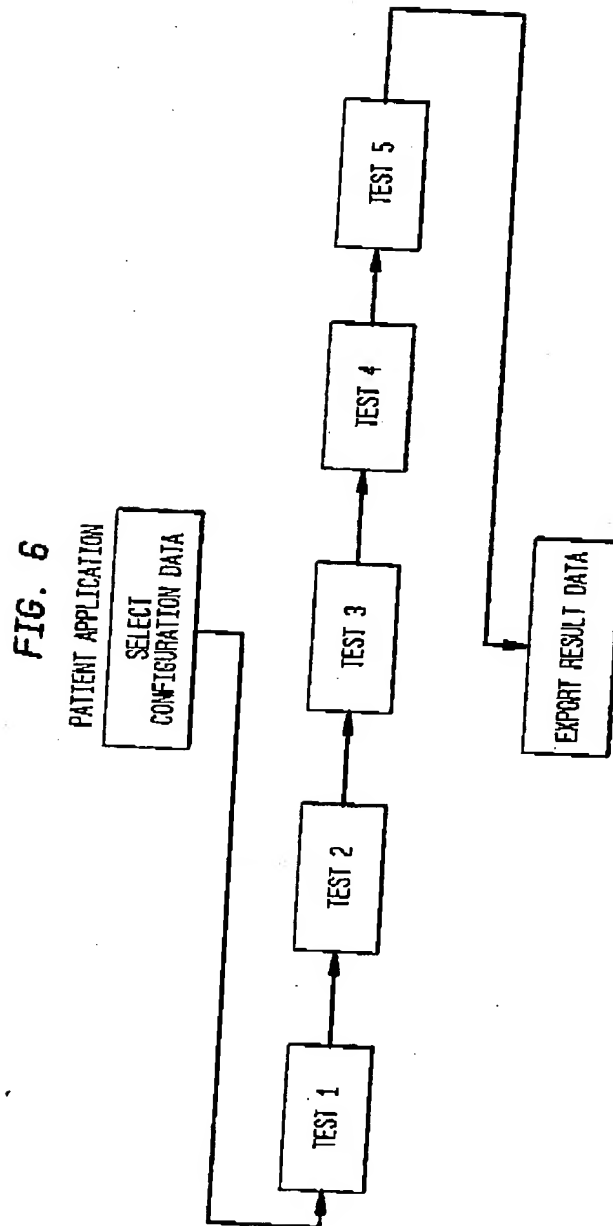 FIG. 6
PATIENT APPLICATION
SELECT
CONFIGURATION DATA
TEST 1
TEST 2
TEST 3
TEST 4
TEST 5
EXPORT RESULT DATA